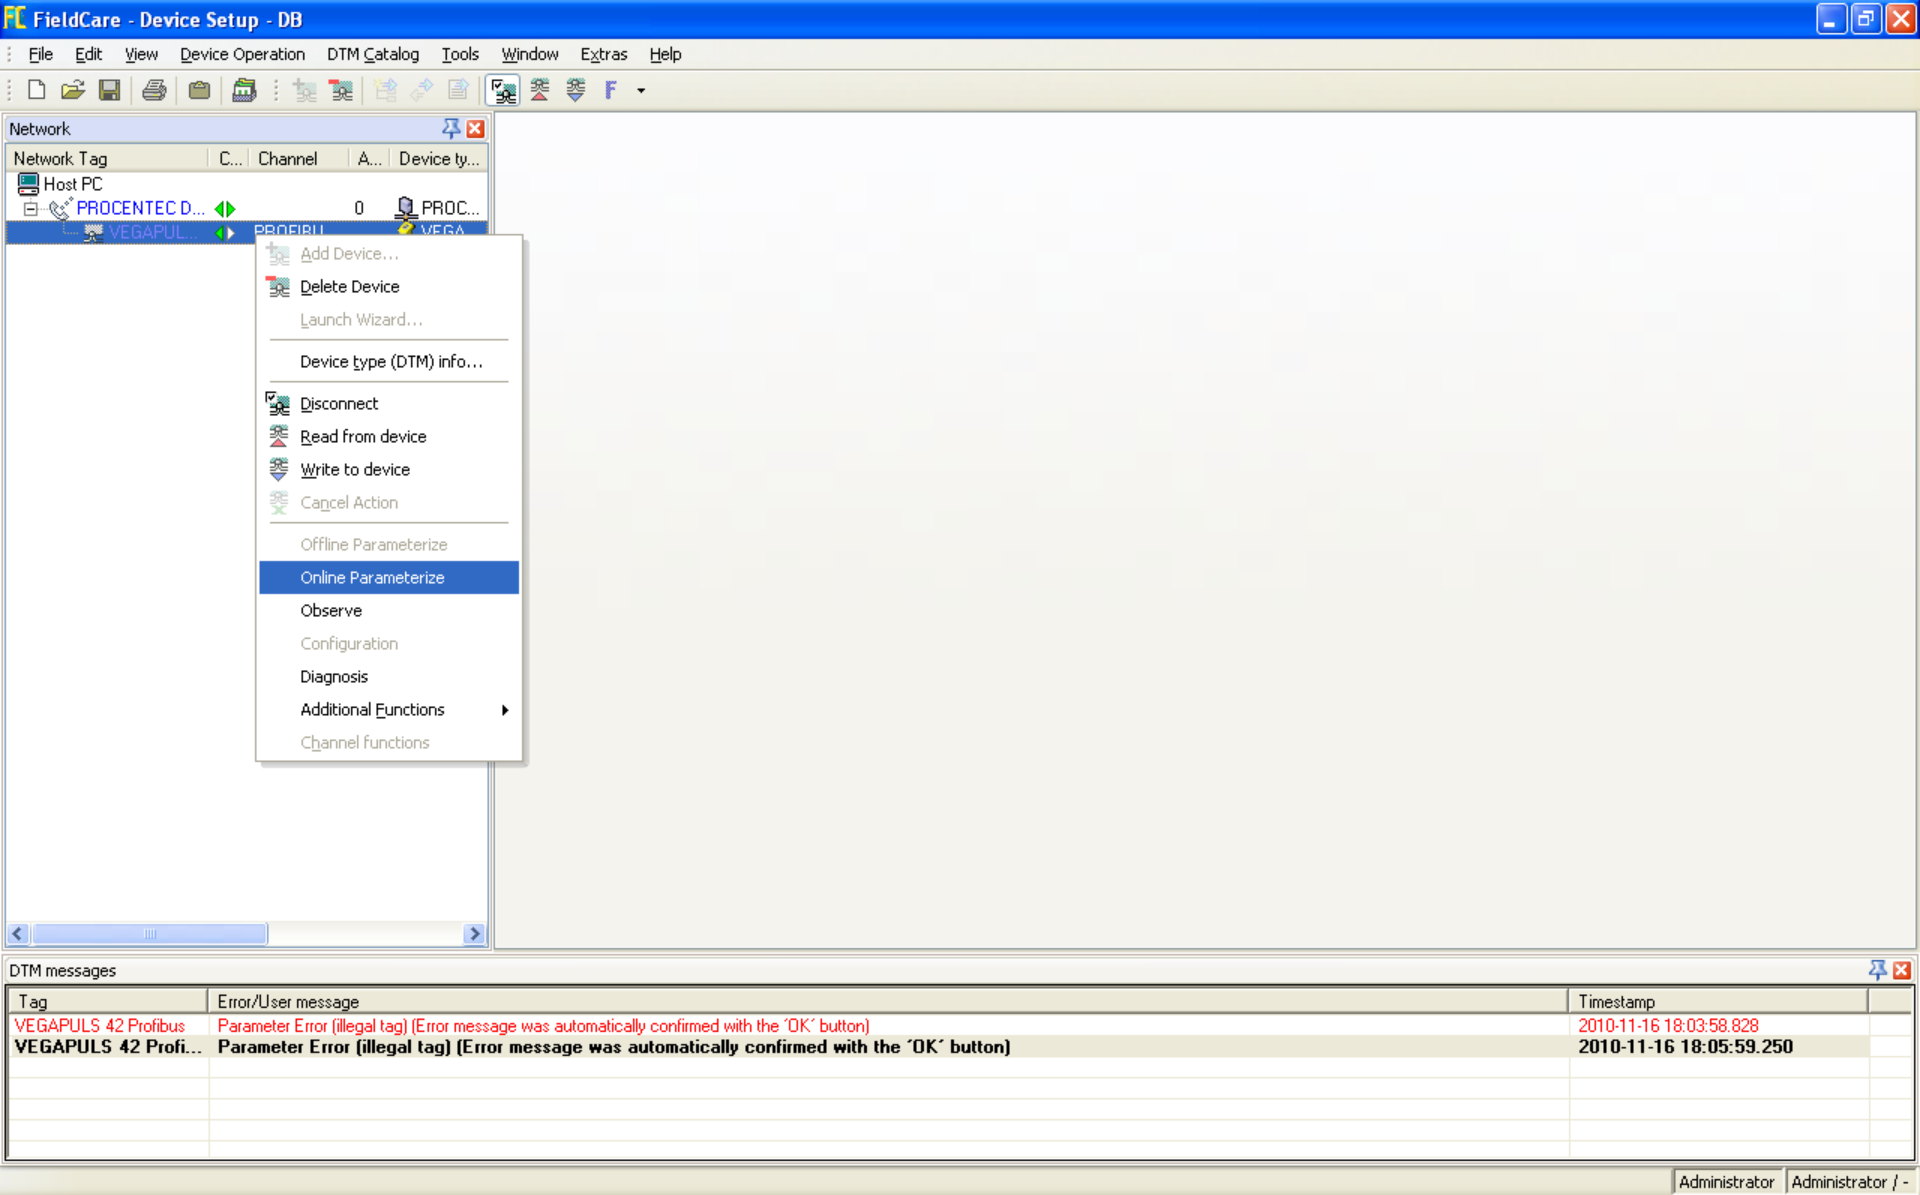 FieldCare - Device Setup - DB
File Edit View Device Operation DTM Catalog Tools Window Extras Help
F
Network
Network Tag C... Channel A... Device ty...
Host PC
PROCENTEC D... 0 PROC...
VEGAPUL... PROFIBU VEGA
Add Device...
Delete Device
Launch Wizard...
Device type (DTM) info...
Disconnect
Read from device
Write to device
Cancel Action
Offline Parameterize
Online Parameterize
Observe
Configuration
Diagnosis
Additional Functions
Channel functions
DTM messages
Tag Error/User message Timestamp
VEGAPULS 42 Profibus Parameter Error (illegal tag) (Error message was automatically confirmed with the ´OK´ button) 2010-11-16 18:03:58.828
VEGAPULS 42 Profi... Parameter Error (illegal tag) (Error message was automatically confirmed with the ´OK´ button) 2010-11-16 18:05:59.250
Administrator Administrator / -